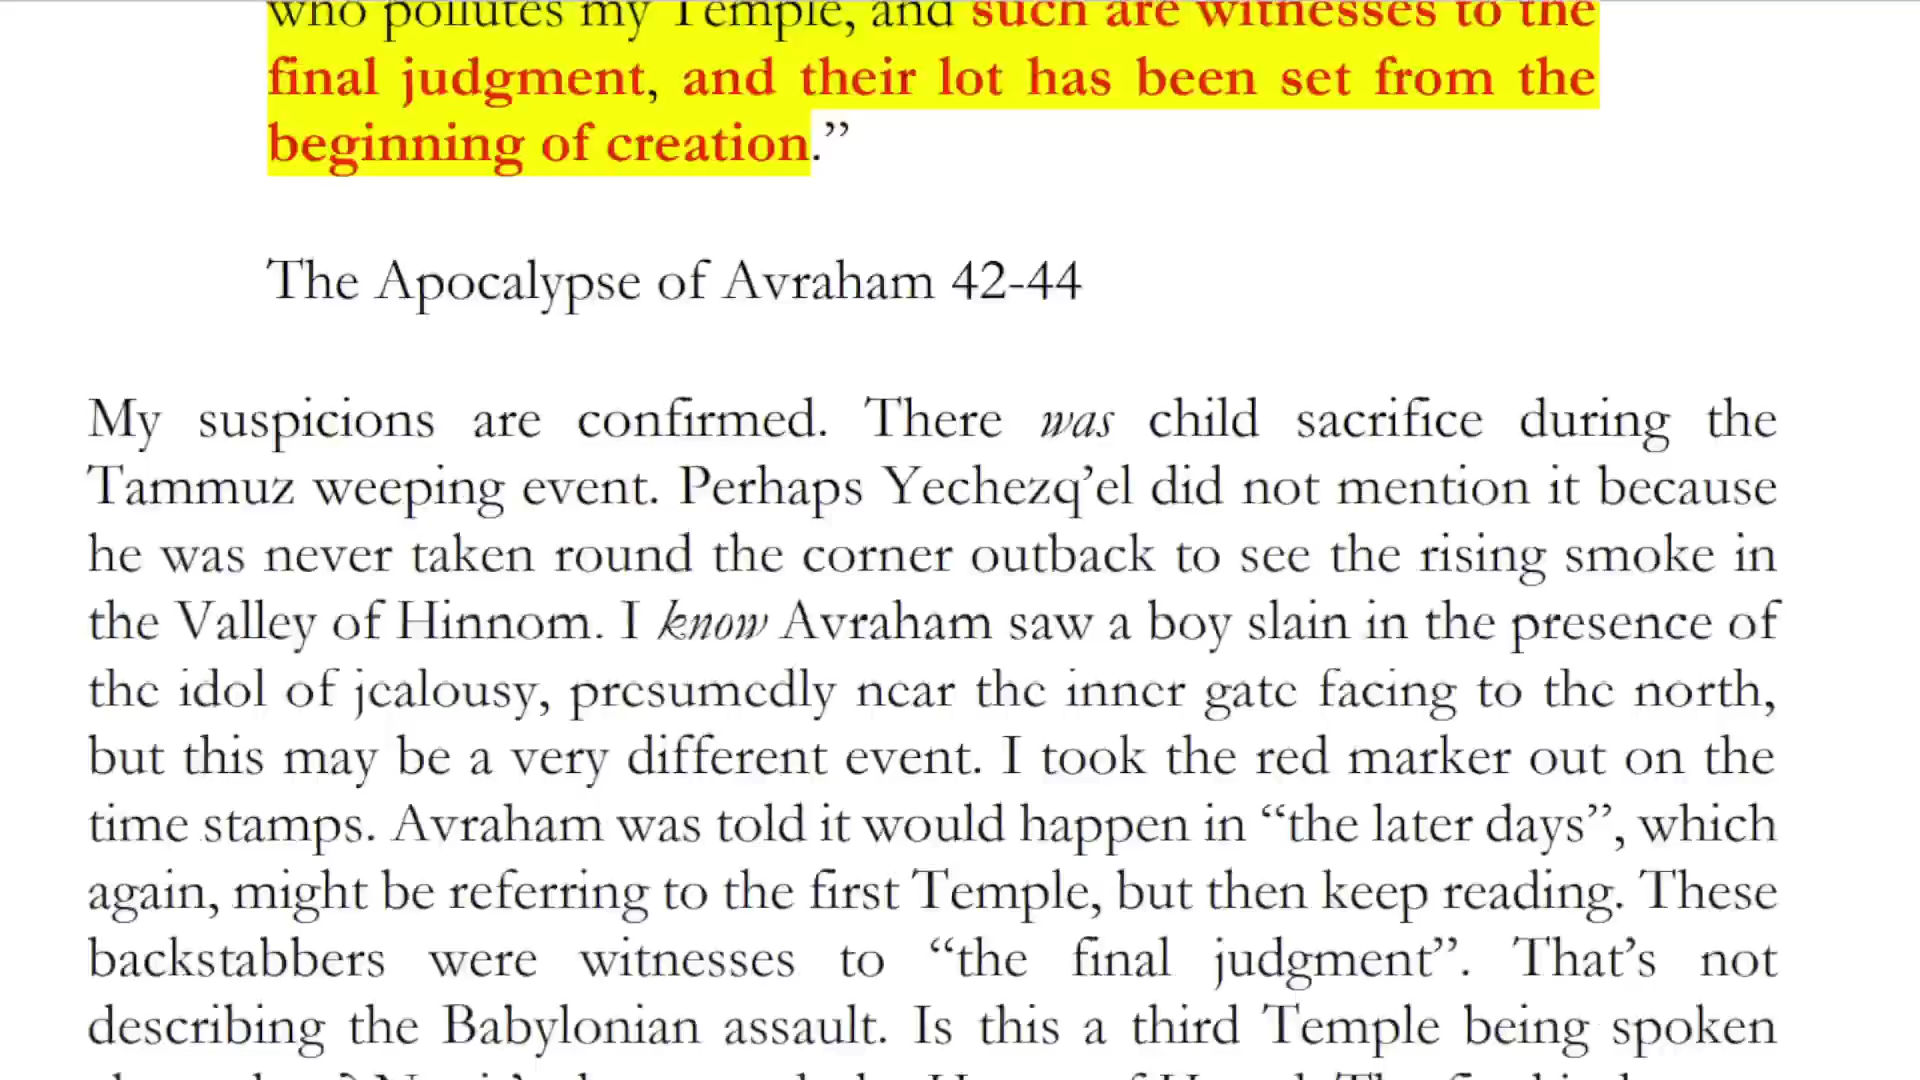 who pollutes my Temple, and such are witnesses to the
final judgment, and their lot has been set from the
beginning of creation.”
The Apocalypse of Avraham 42-44
My suspicions are confirmed. There was child sacrifice during the
Tammuz weeping event. Perhaps Yechezq’el did not mention it because
he was never taken round the corner outback to see the rising smoke in
the Valley of Hinnom. I know Avraham saw a boy slain in the presence of
the idol of jealousy, presumedly near the inner gate facing to the north,
but this may be a very different event. I took the red marker out on the
time stamps. Avraham was told it would happen in “the later days”, which
again, might be referring to the first Temple, but then keep reading. These
backstabbers were witnesses to “the final judgment”. That’s not
describing the Babylonian assault. Is this a third Temple being spoken